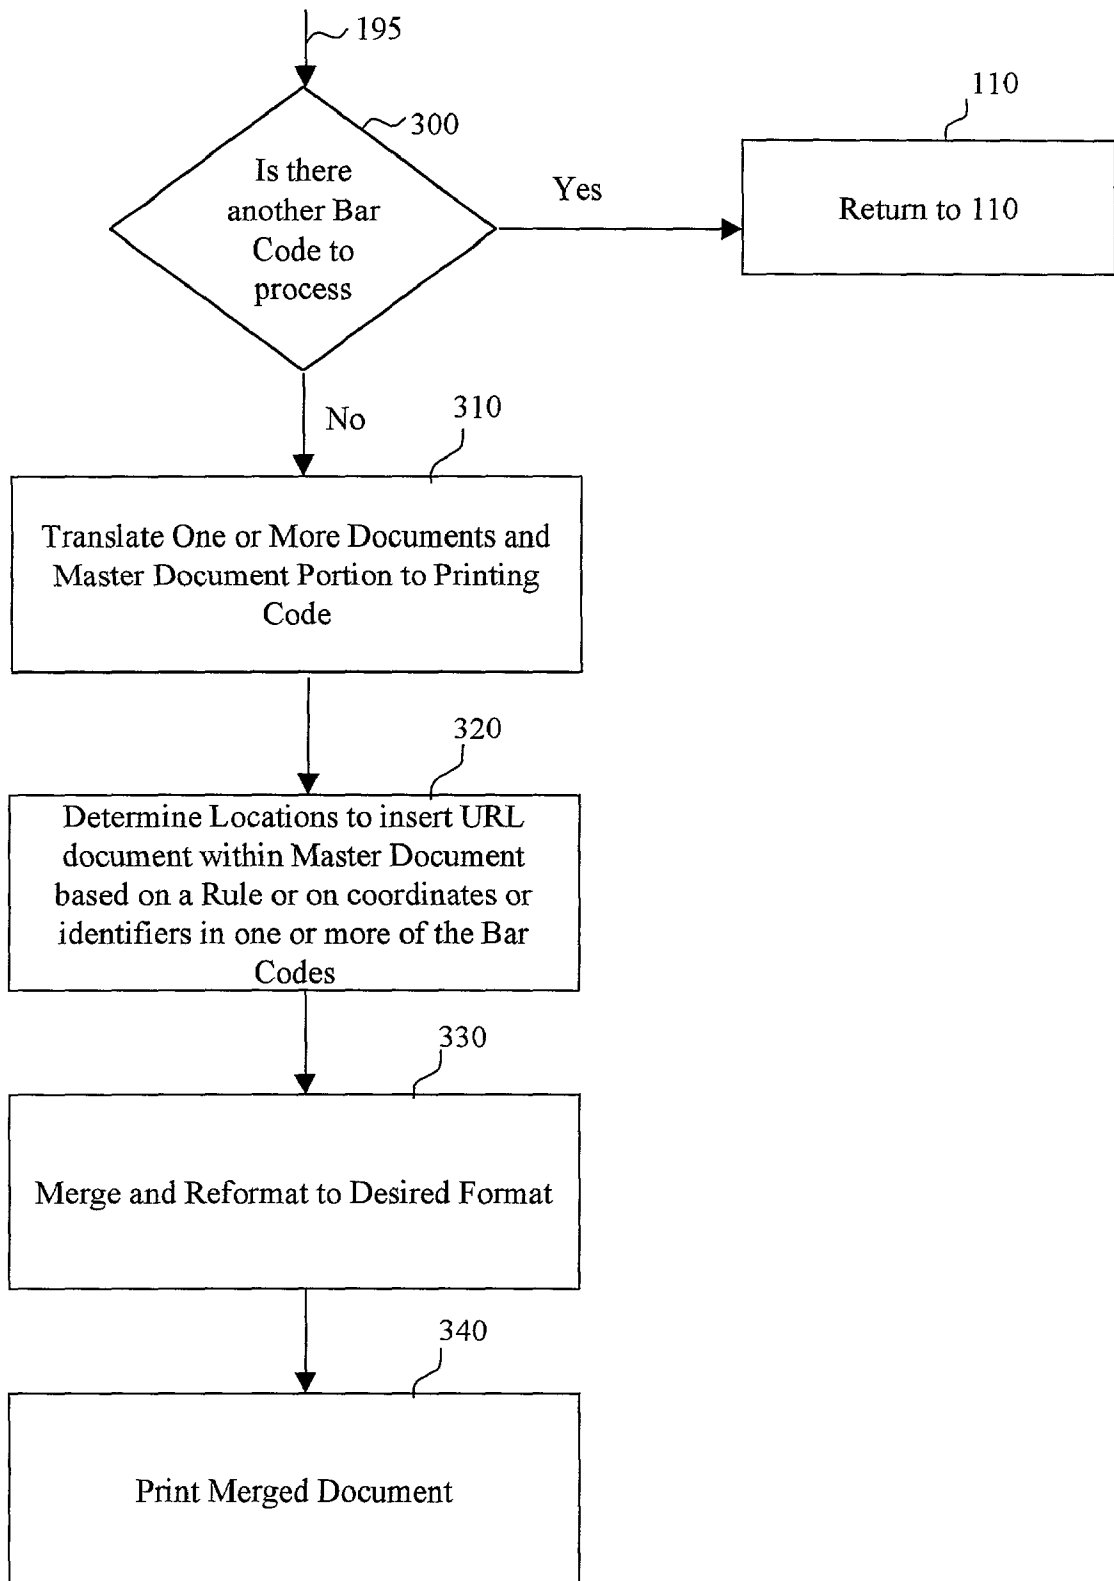 195
300
Is there
another Bar
Code to
process
Yes
110
Return to 110
No
310
Translate One or More Documents and
Master Document Portion to Printing
Code
320
Determine Locations to insert URL
document within Master Document
based on a Rule or on coordinates or
identifiers in one or more of the Bar
Codes
330
Merge and Reformat to Desired Format
340
Print Merged Document